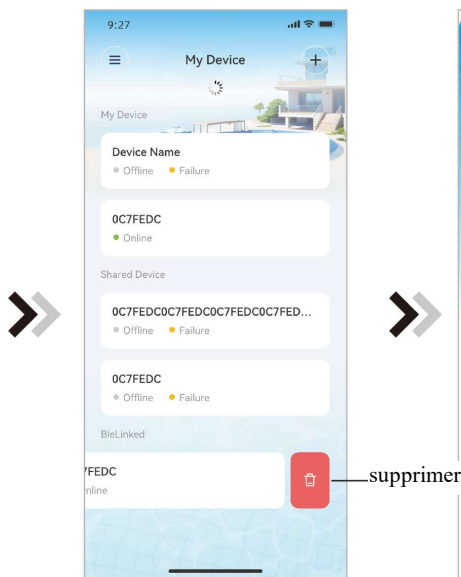 9:27
My Device
My Device
Device Name
Offline Failure
0C7FEDC
Online
Shared Device
0C7FEDC0C7FEDC0C7FEDC0C7FED...
Offline Failure
0C7FEDC
Offline Failure
BleLinked
7FEDC
nline
supprimer